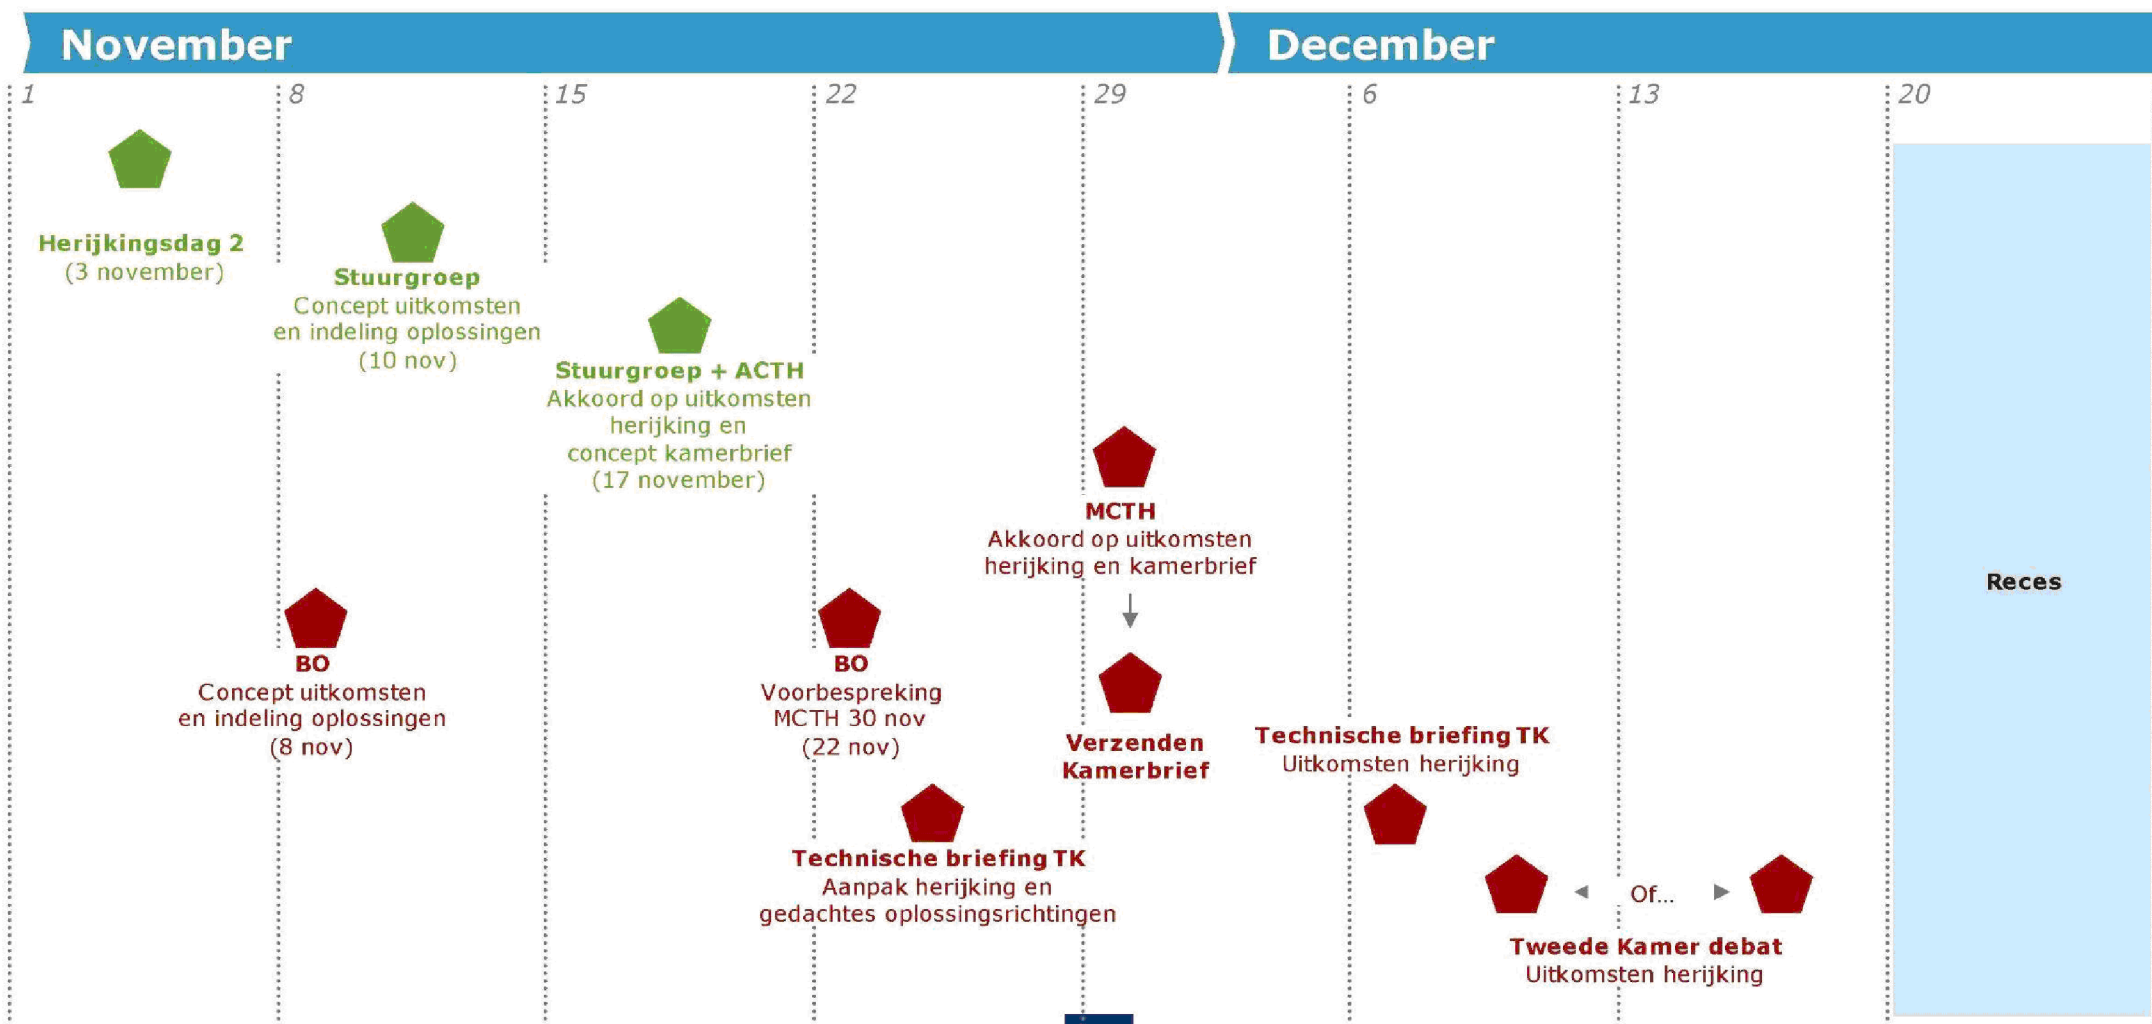 November
December
1
8
15
22
29
6
13
20
Herijkingsdag 2
(3 november)
Stuurgroep
Concept uitkomsten
en indeling oplossingen
(10 nov)
Stuurgroep + ACTH
Akkoord op uitkomsten
herijking en
concept kamerbrief
(17 november)
MCTH
Akkoord op uitkomsten
herijking en kamerbrief
Reces
BO
Concept uitkomsten
en indeling oplossingen
(8 nov)
BO
Voorbespreking
MCTH 30 nov
(22 nov)
Verzenden
Kamerbrief
Technische briefing TK
Uitkomsten herijking
Technische briefing TK
Aanpak herijking en
gedachtes oplossingsrichtingen
Of...
Tweede Kamer debat
Uitkomsten herijking